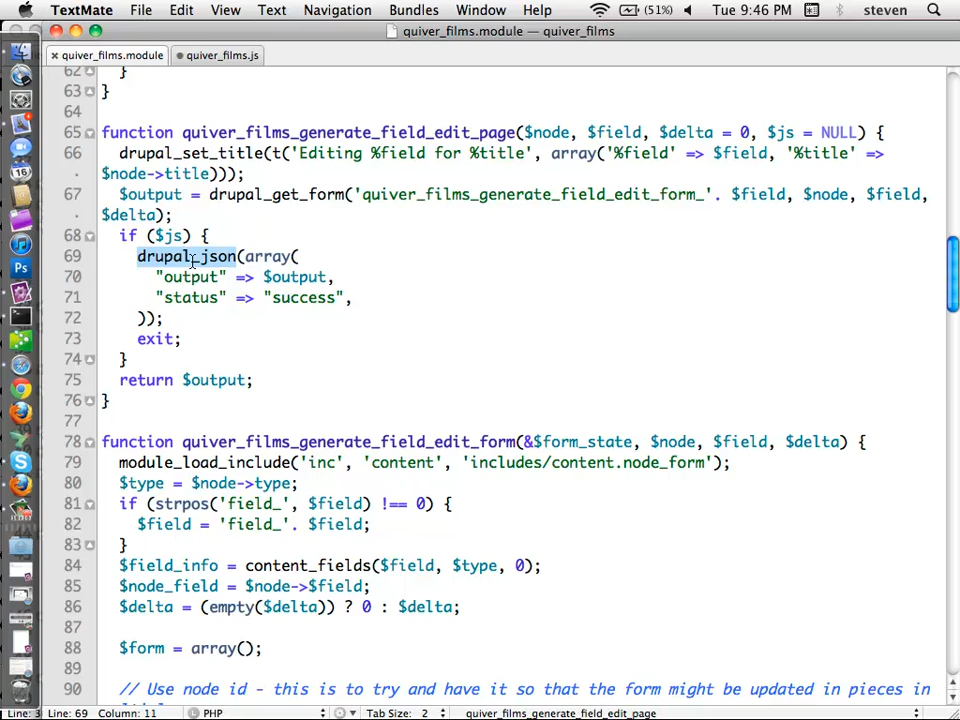 TextMate File Edit View Text Navigation Bundles Window Help (51%) Tue 9:46 PM steven
quiver_films.module — quiver_films
quiver_films.module quiver_films.js
62 }
63 }
64
65 function quiver_films_generate_field_edit_page($node, $field, $delta = 0, $js = NULL) {
66 drupal_set_title(t('Editing %field for %title', array('%field' => $field, '%title' =>
$node->title)));
67 $output = drupal_get_form('quiver_films_generate_field_edit_form_'. $field, $node, $field,
$delta);
68 if ($js) {
69 drupal_json(array(
70 "output" => $output,
71 "status" => "success",
72 ));
73 exit;
74 }
75 return $output;
76 }
77
78 function quiver_films_generate_field_edit_form(&$form_state, $node, $field, $delta) {
79 module_load_include('inc', 'content', 'includes/content.node_form');
80 $type = $node->type;
81 if (strpos('field_', $field) !== 0) {
82 $field = 'field_'. $field;
83 }
84 $field_info = content_fields($field, $type, 0);
85 $node_field = $node->$field;
86 $delta = (empty($delta)) ? 0 : $delta;
87
88 $form = array();
89
90 // Use node id - this is to try and have it so that the form might be updated in pieces in
Line: 69 Column: 11 PHP Tab Size: 2 quiver_films_generate_field_edit_page